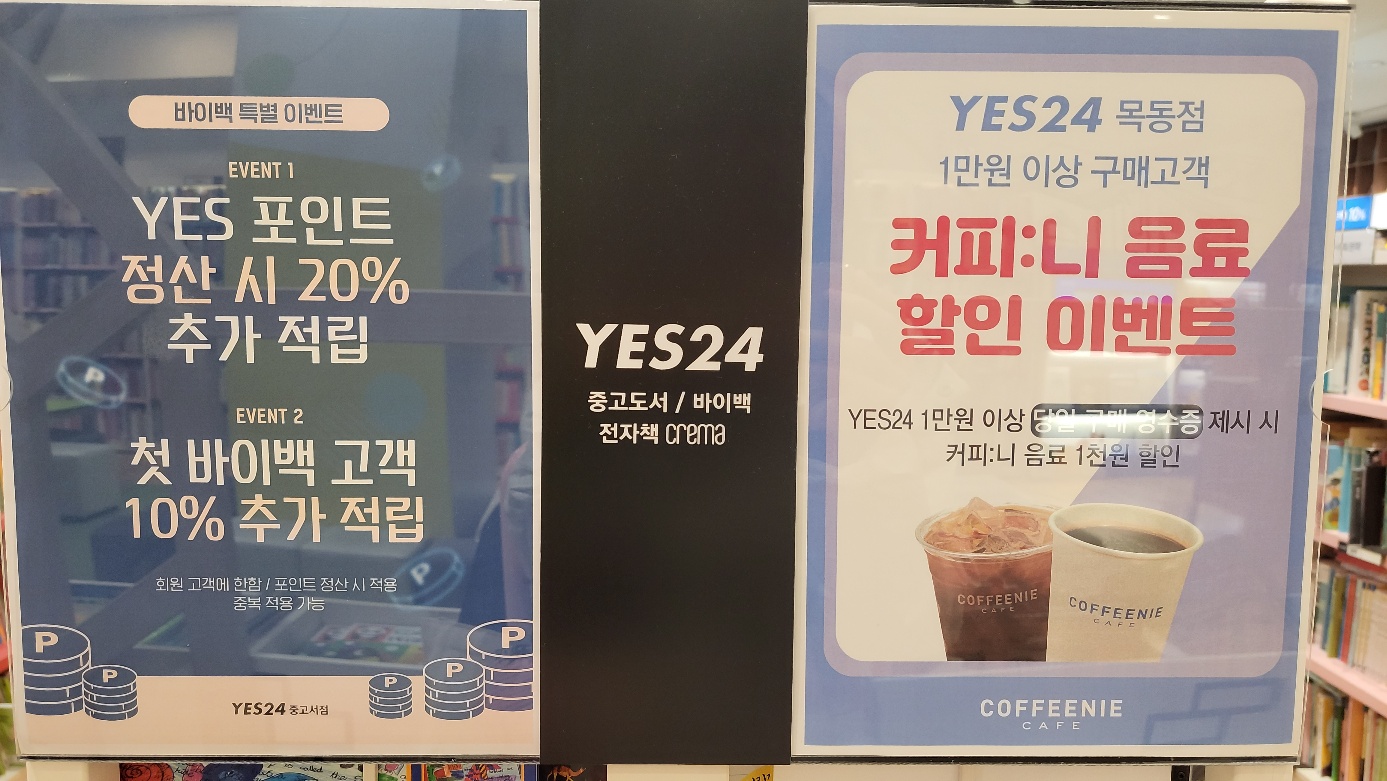 바이백 특별 이벤트
EVENT 1
YES 포인트
정산 시 20%
추가 적립
EVENT 2
첫 바이백 고객
10% 추가 적립
회원 고객에 한함 / 포인트 정산 시 적용
중복 적용 가능
P
P
P
P
P
P
P
YES24 중고서점
YES24
중고도서 / 바이백
전자책 crema
YES24 목동점
1만원 이상 구매고객
커피:니 음료
할인 이벤트
YES24 1만원 이상 당일 구매 영수증 제시 시
커피:니 음료 1천원 할인
COFFEENIE
CAFE
COFFEENIE
CAFE
COFFEENIE
CAFE
10%